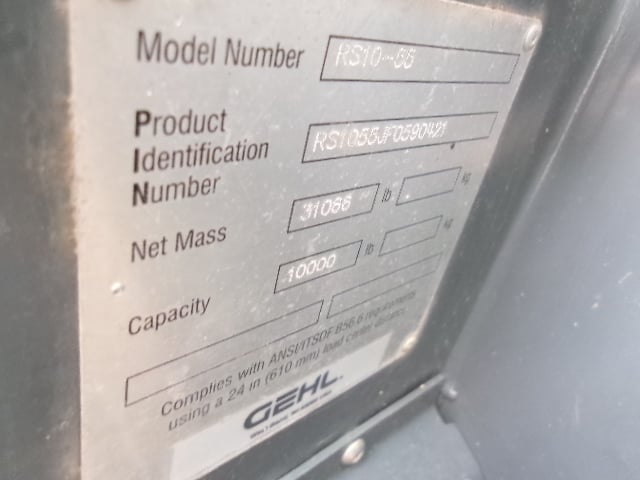 Model Number RS10-55
Product
Identification
Number RS1055JF0590421
Net Mass 31066 lb kg
Capacity 10000 lb kg
Complies with ANSI/ITSDF B56.6 requirements
using a 24 in (610 mm) load center distance.
GEHL